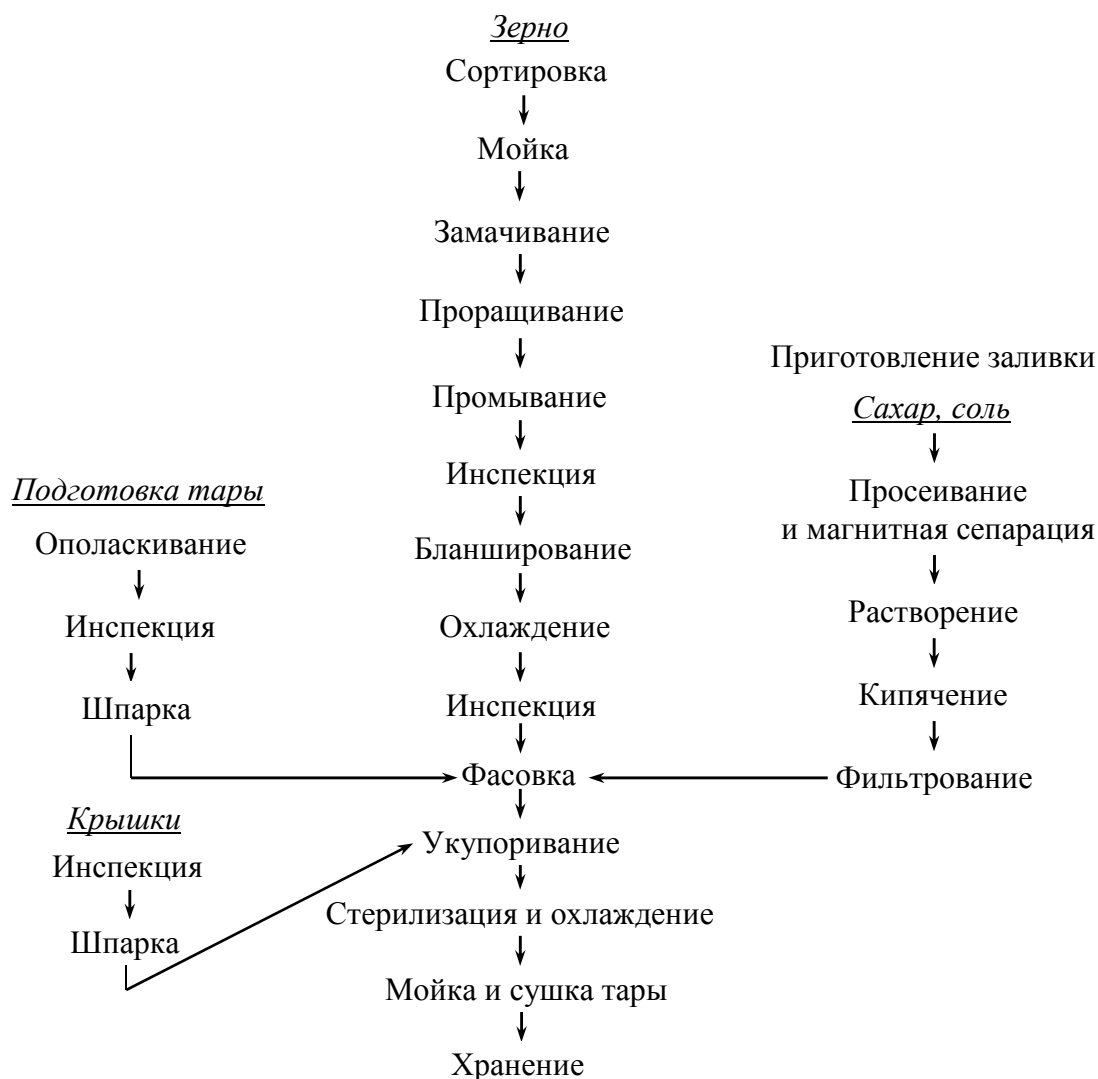 Зерно
Сортировка
Мойка
Замачивание
Проращивание
Промывание
Инспекция
Бланширование
Охлаждение
Инспекция
Фасовка
Укупоривание
Стерилизация и охлаждение
Мойка и сушка тары
Хранение
Подготовка тары
Ополаскивание
Инспекция
Шпарка
Крышки
Инспекция
Шпарка
Приготовление заливки
Сахар, соль
Просеивание
и магнитная сепарация
Растворение
Кипячение
Фильтрование